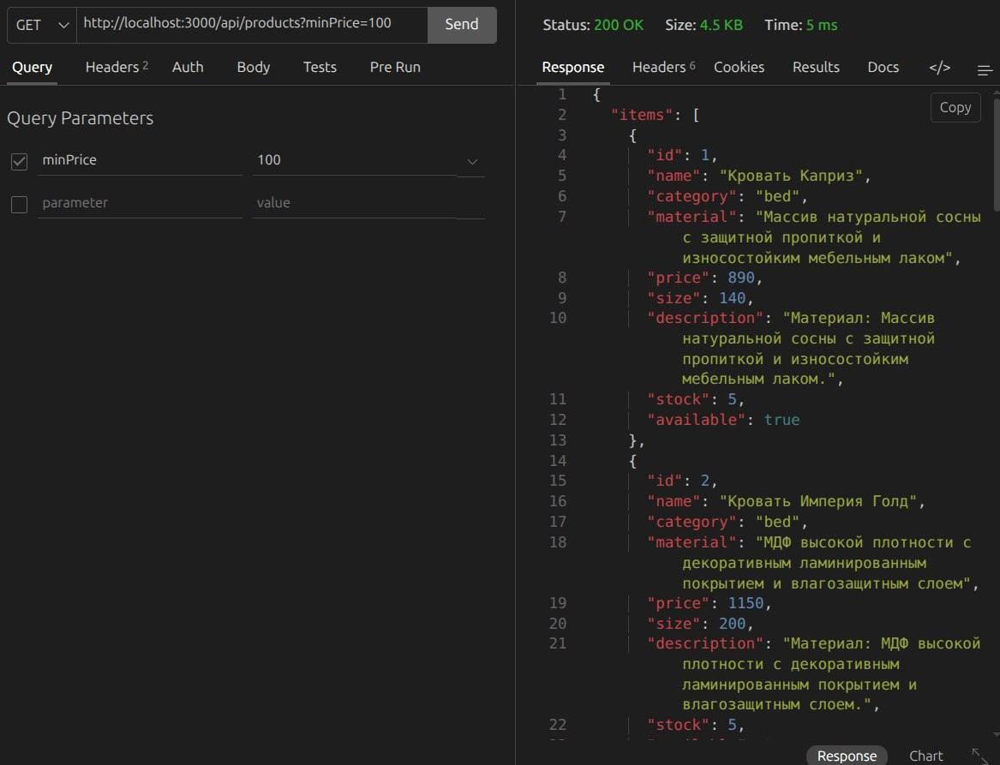 GET http://localhost:3000/api/products?minPrice=100 Send
Query Headers 2 Auth Body Tests Pre Run
Query Parameters
minPrice 100
parameter value
Status: 200 OK Size: 4.5 KB Time: 5 ms
Response Headers 6 Cookies Results Docs </>
Copy
1 {
2 "items": [
3 {
4 "id": 1,
5 "name": "Кровать Каприз",
6 "category": "bed",
7 "material": "Массив натуральной сосны
с защитной пропиткой и
износостойким мебельным лаком",
8 "price": 890,
9 "size": 140,
10 "description": "Материал: Массив
натуральной сосны с защитной
пропиткой и износостойким
мебельным лаком.",
11 "stock": 5,
12 "available": true
13 },
14 {
15 "id": 2,
16 "name": "Кровать Империя Голд",
17 "category": "bed",
18 "material": "МДФ высокой плотности с
декоративным ламинированным
покрытием и влагозащитным слоем",
19 "price": 1150,
20 "size": 200,
21 "description": "Материал: МДФ высокой
плотности с декоративным
ламинированным покрытием и
влагозащитным слоем.",
22 "stock": 5,
Response Chart